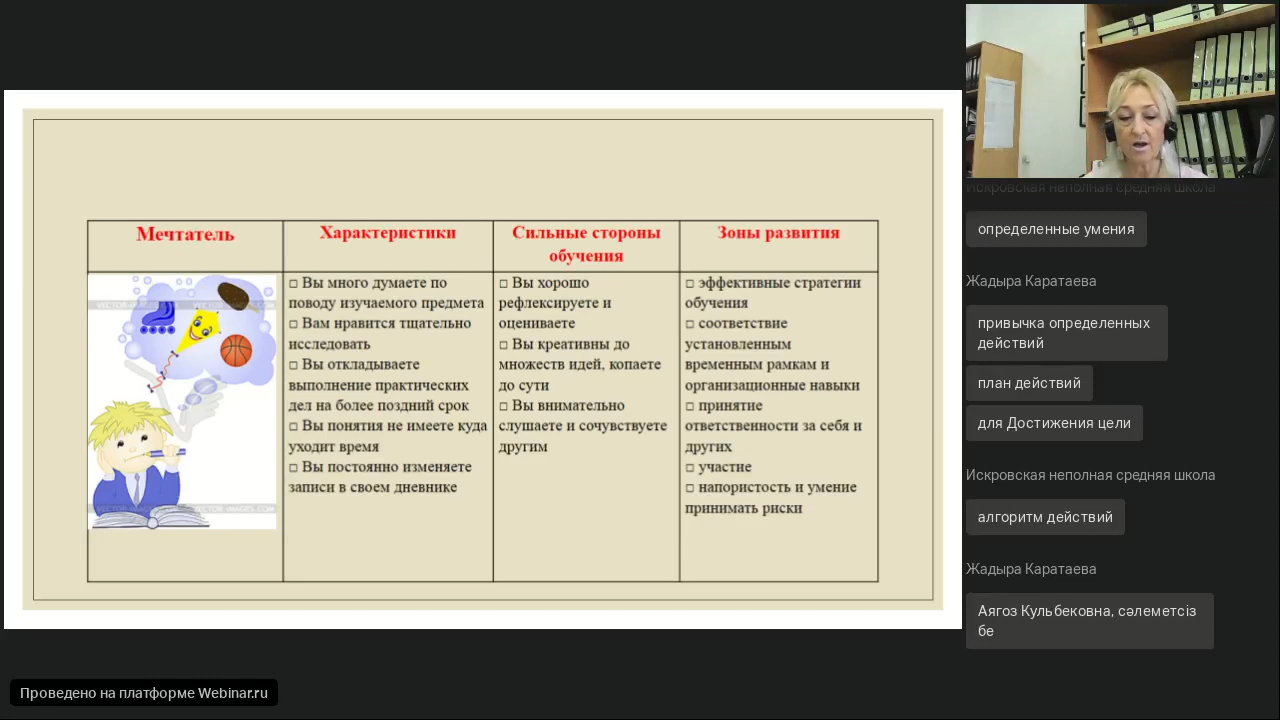 Мечтатель
Характеристики
Сильные стороны
обучения
Зоны развития
VECTOR-IMAGES.COM
□ Вы много думаете по
поводу изучаемого предмета
□ Вам нравится тщательно
исследовать
□ Вы откладываете
выполнение практических
дел на более поздний срок
□ Вы понятия не имеете куда
уходит время
□ Вы постоянно изменяете
записи в своем дневнике
□ Вы хорошо
рефлексируете и
оцениваете
□ Вы креативны до
множеств идей, копаете
до сути
□ Вы внимательно
слушаете и сочувствуете
другим
□ эффективные стратегии
обучения
□ соответствие
установленным
временным рамкам и
организационные навыки
□ принятие
ответственности за себя и
других
□ участие
□ напористость и умение
принимать риски
Искровская неполная средняя школа
определенные умения
Жадыра Каратаева
привычка определенных
действий
план действий
для Достижения цели
Искровская неполная средняя школа
алгоритм действий
Жадыра Каратаева
Аягоз Кульбековна, сәлеметсіз
бе
Проведено на платформе Webinar.ru